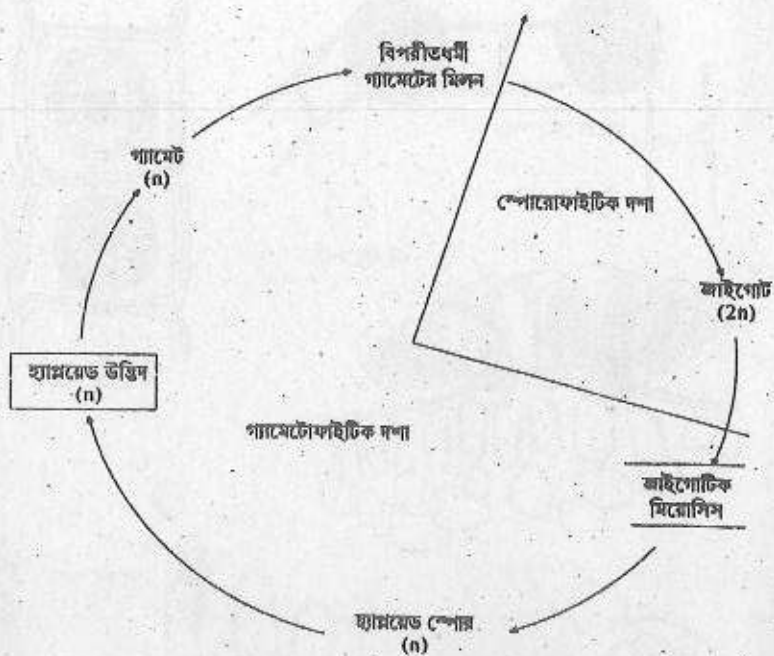 বিপরীতধর্মী
গ্যামেটের মিলন
গ্যামেট
(n)
স্পোরোফাইটিক দশা
জাইগোট
(2n)
হ্যাপ্লয়েড উদ্ভিদ
(n)
গ্যামেটোফাইটিক দশা
জাইগোটিক
মিয়োসিস
হ্যাপ্লয়েড স্পোর
(n)